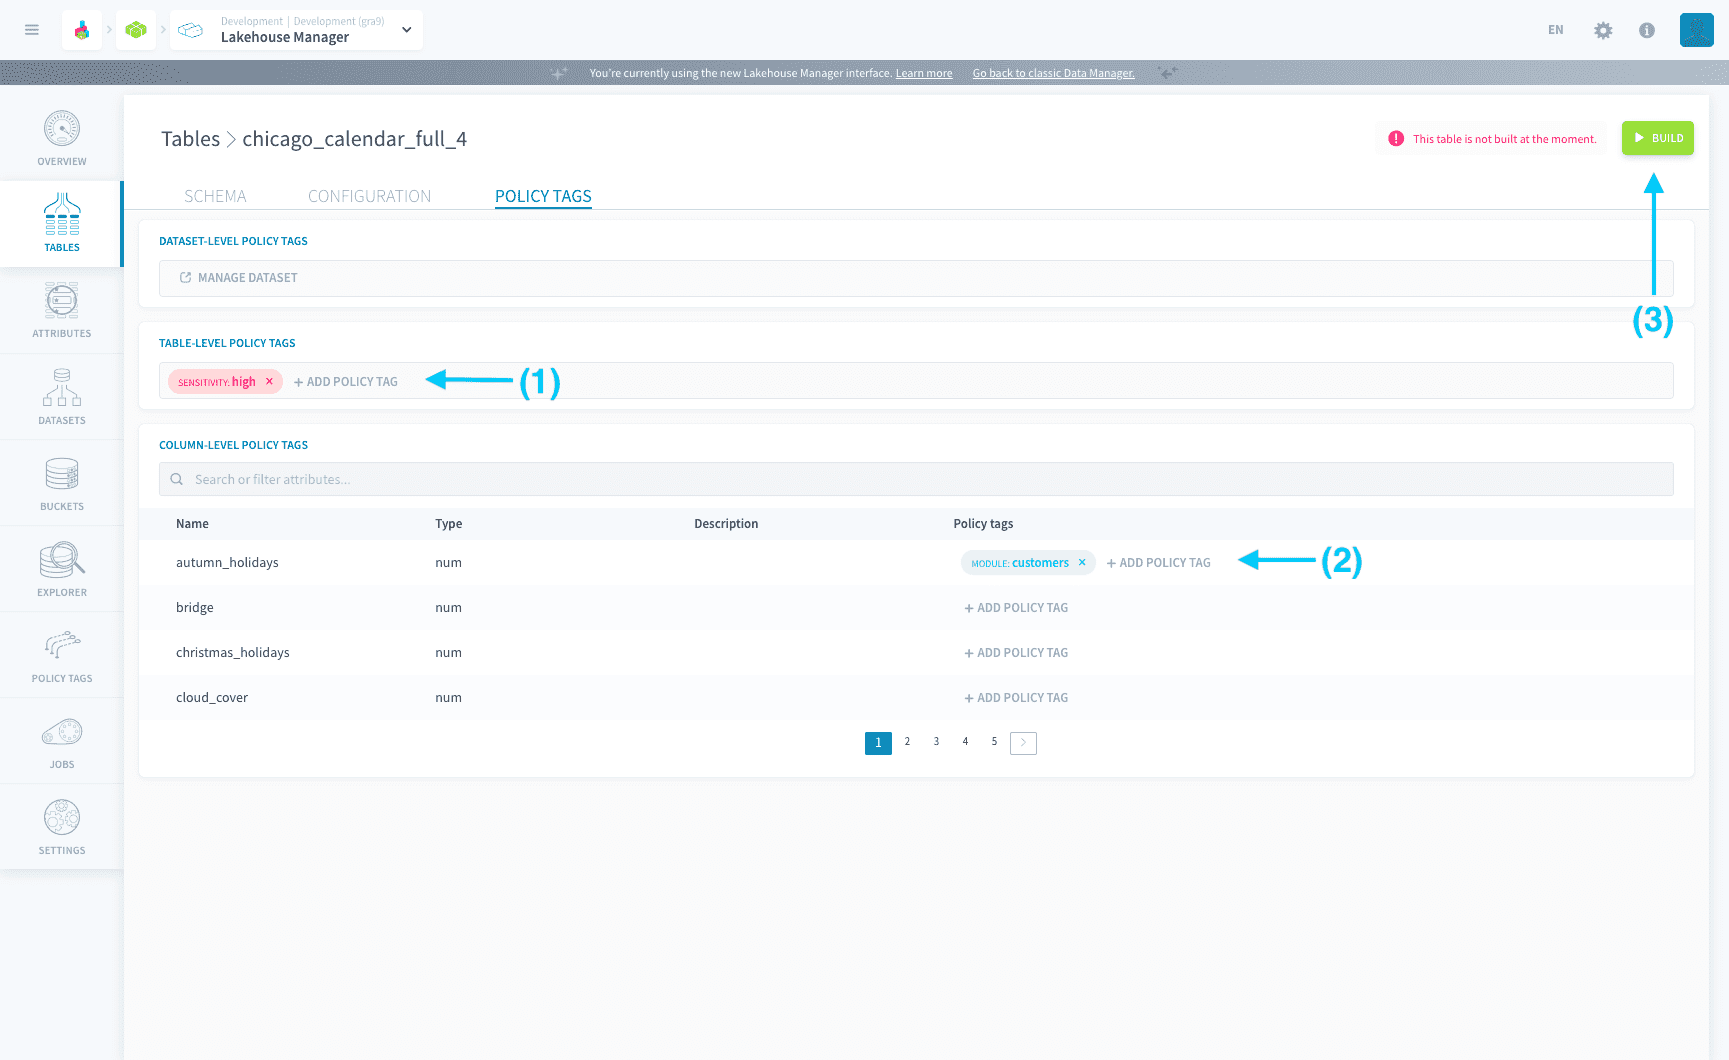 Development | Development (gra9)
Lakehouse Manager
EN
You're currently using the new Lakehouse Manager interface. Learn more Go back to classic Data Manager.
OVERVIEW
TABLES
ATTRIBUTES
DATASETS
BUCKETS
EXPLORER
POLICY TAGS
JOBS
SETTINGS
Tables > chicago_calendar_full_4
This table is not built at the moment.
BUILD
SCHEMA CONFIGURATION POLICY TAGS
DATASET-LEVEL POLICY TAGS
MANAGE DATASET
(3)
TABLE-LEVEL POLICY TAGS
SENSITIVITY: high × + ADD POLICY TAG (1)
COLUMN-LEVEL POLICY TAGS
Search or filter attributes...
Name Type Description Policy tags
autumn_holidays num MODULE: customers × + ADD POLICY TAG (2)
bridge num + ADD POLICY TAG
christmas_holidays num + ADD POLICY TAG
cloud_cover num + ADD POLICY TAG
1 2 3 4 5 >